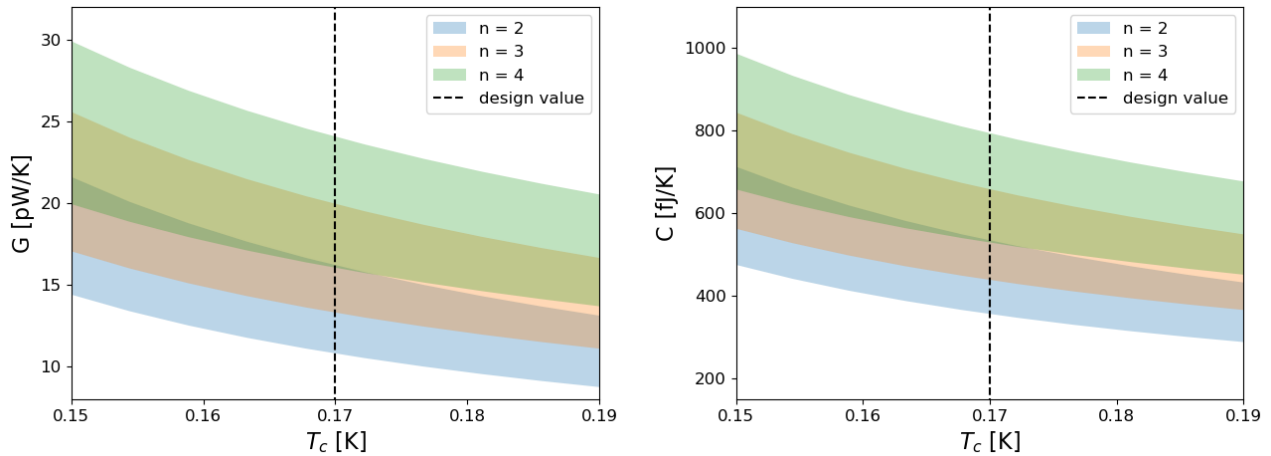 n = 2
n = 3
n = 4
design value
30
25
20
15
10
G [pW/K]
0.15
0.16
0.17
0.18
0.19
T_c [K]
n = 2
n = 3
n = 4
design value
1000
800
600
400
200
C [fJ/K]
0.15
0.16
0.17
0.18
0.19
T_c [K]